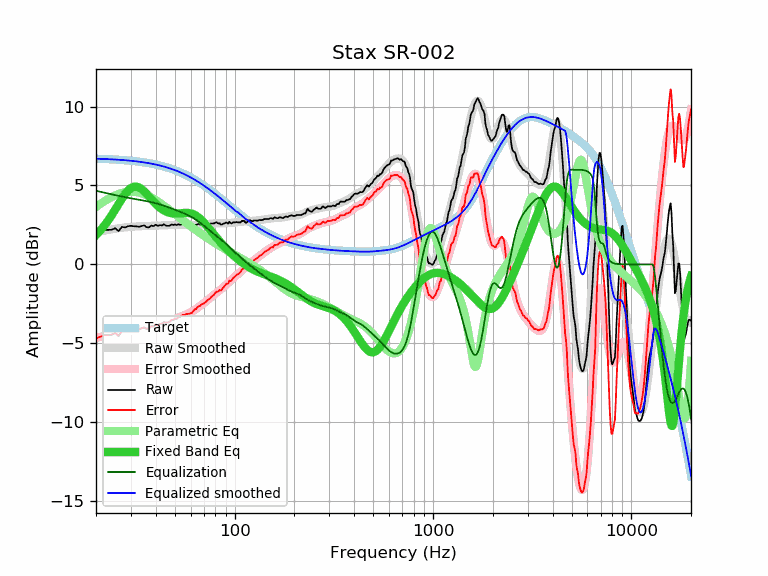 Stax SR-002
Amplitude (dBr)
10
5
0
−5
−10
−15
Target
Raw Smoothed
Error Smoothed
Raw
Error
Parametric Eq
Fixed Band Eq
Equalization
Equalized smoothed
100
1000
10000
Frequency (Hz)